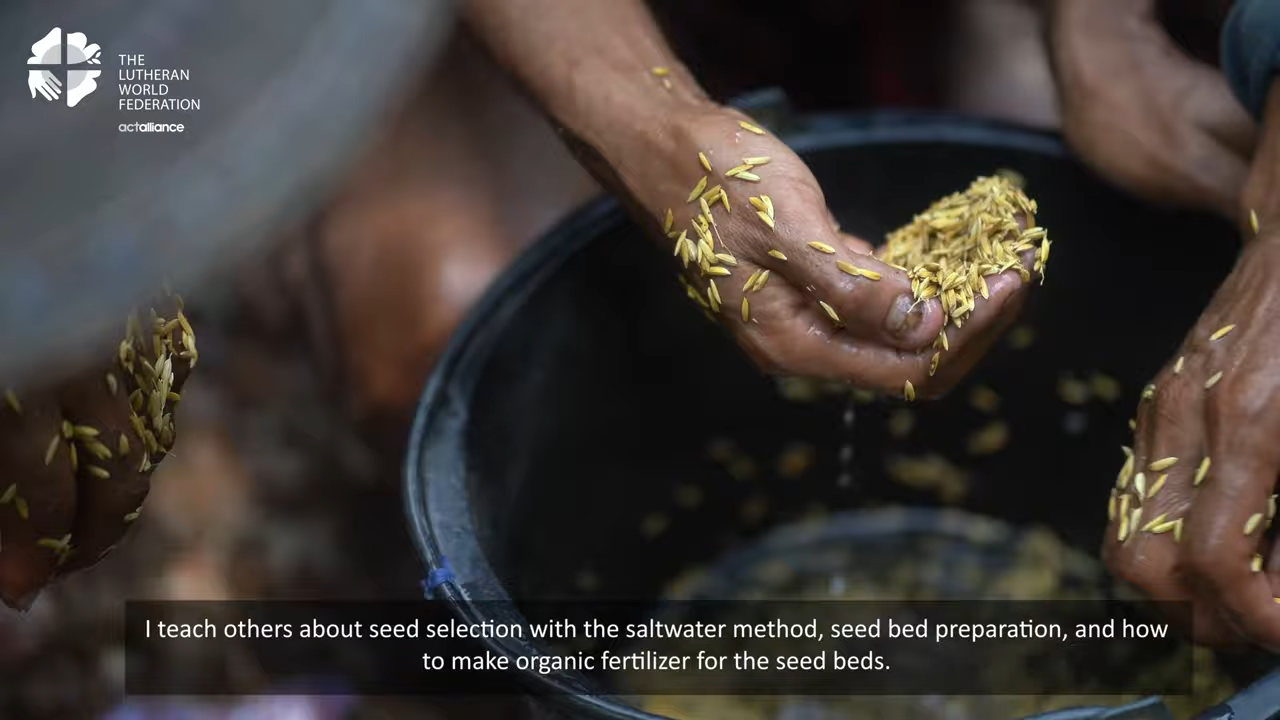 THE
LUTHERAN
WORLD
FEDERATION
actalliance
I teach others about seed selection with the saltwater method, seed bed preparation, and how
to make organic fertilizer for the seed beds.